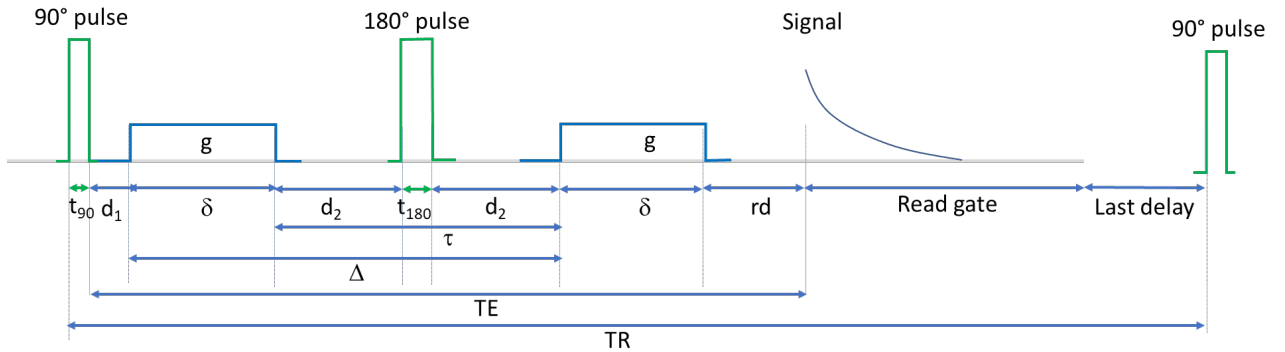 90° pulse
180° pulse
Signal
90° pulse
g
g
t90 d1 δ d2 t180 d2 δ rd Read gate Last delay
τ
Δ
TE
TR